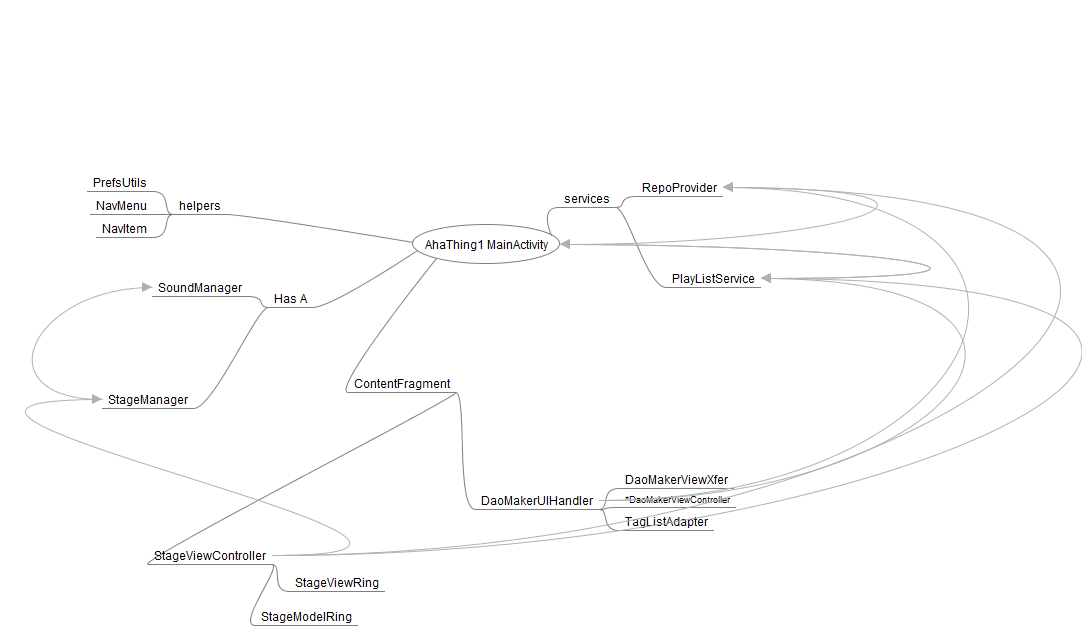 PrefsUtils
NavMenu
NavItem
helpers
AhaThing1 MainActivity
services
RepoProvider
PlayListService
SoundManager
Has A
StageManager
ContentFragment
DaoMakerUIHandler
DaoMakerViewXfer
*DaoMakerViewController
TagListAdapter
StageViewController
StageViewRing
StageModelRing